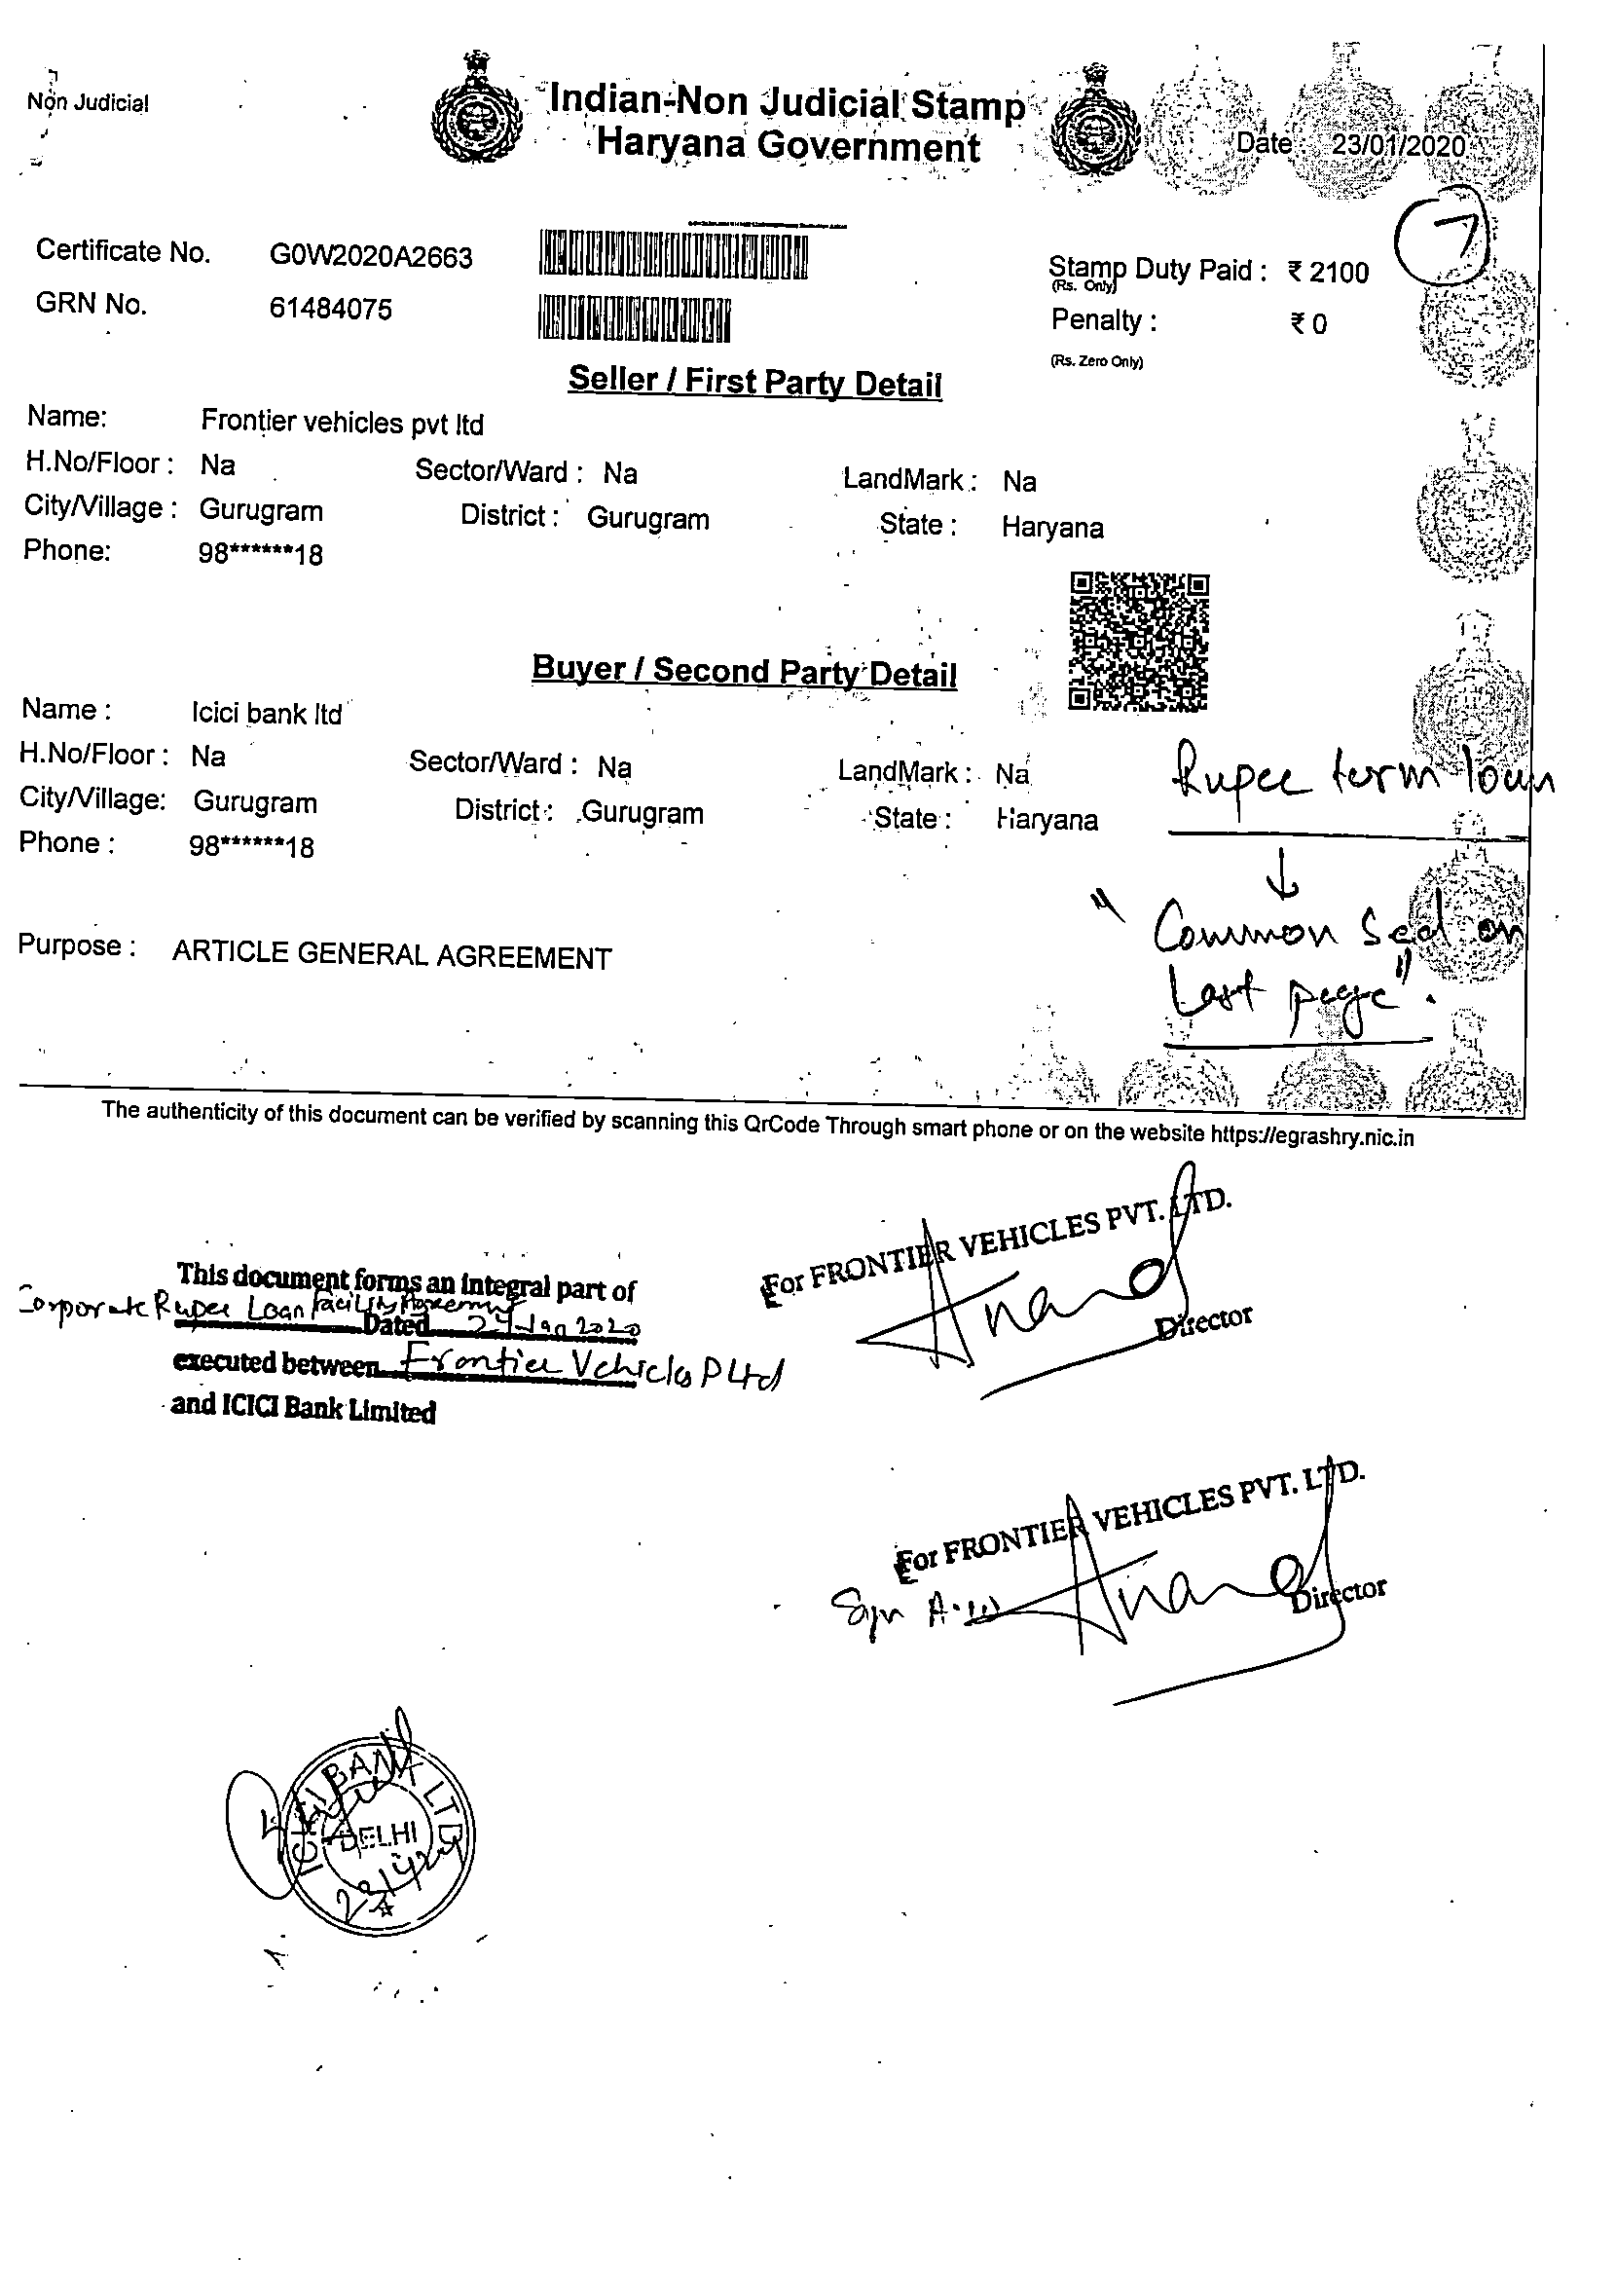 Non Judicial
Indian-Non Judicial Stamp
Haryana Government
Date : 23/01/2020
7
Certificate No. G0W2020A2663
Stamp Duty Paid : ₹ 2100
(Rs. Only)
GRN No. 61484075
Penalty : ₹ 0
(Rs. Zero Only)
Seller / First Party Detail
Name: Frontier vehicles pvt ltd
H.No/Floor : Na Sector/Ward : Na LandMark : Na
City/Village : Gurugram District : Gurugram State : Haryana
Phone: 98******18
Buyer / Second Party Detail
Name : Icici bank ltd
H.No/Floor : Na Sector/Ward : Na LandMark : Na
City/Village: Gurugram District : Gurugram State : Haryana
Phone : 98******18
Rupee term loan
"Common Seal on
Last page".
Purpose : ARTICLE GENERAL AGREEMENT
The authenticity of this document can be verified by scanning this QrCode Through smart phone or on the website https://egrashry.nic.in
For FRONTIER VEHICLES PVT. LTD.
Anand
Director
This document forms an integral part of
Corporate Rupee Loan Facility Agreement
Dated 24 Jan 2020
executed between Frontier Vehicles P Ltd
and ICICI Bank Limited
For FRONTIER VEHICLES PVT. LTD.
Sign Anand
Director
ICICI BANK LTD
DELHI